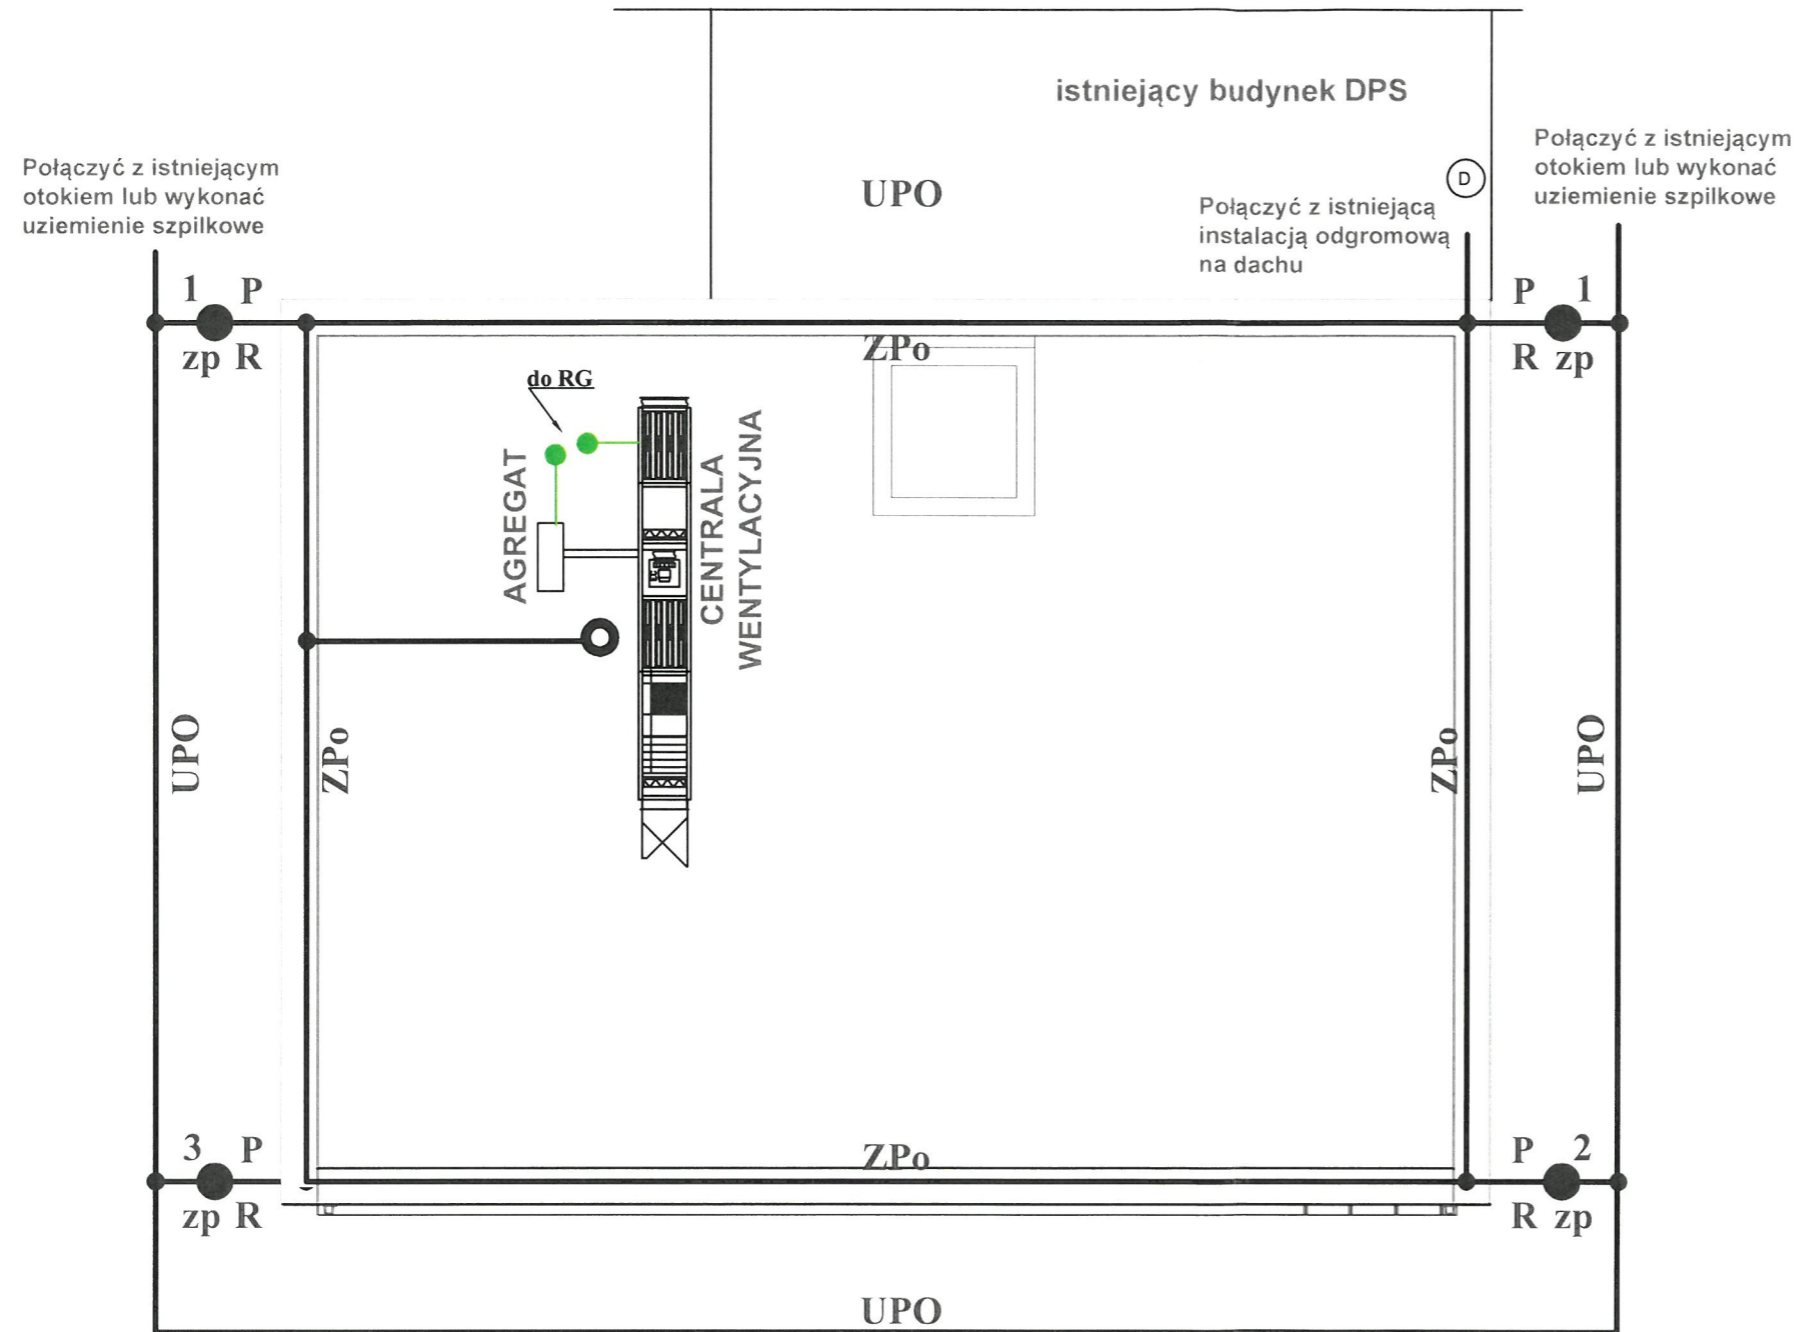 istniejący budynek DPS
Połączyć z istniejącym
otokiem lub wykonać
uziemienie szpilkowe
Połączyć z istniejącym
otokiem lub wykonać
uziemienie szpilkowe
UPO
D
Połączyć z istniejącą
instalacją odgromową
na dachu
1 P
zp R
P 1
R zp
ZPo
do RG
AGREGAT
CENTRALA
WENTYLACYJNA
UPO
ZPo
ZPo
UPO
3 P
zp R
ZPo
P 2
R zp
UPO